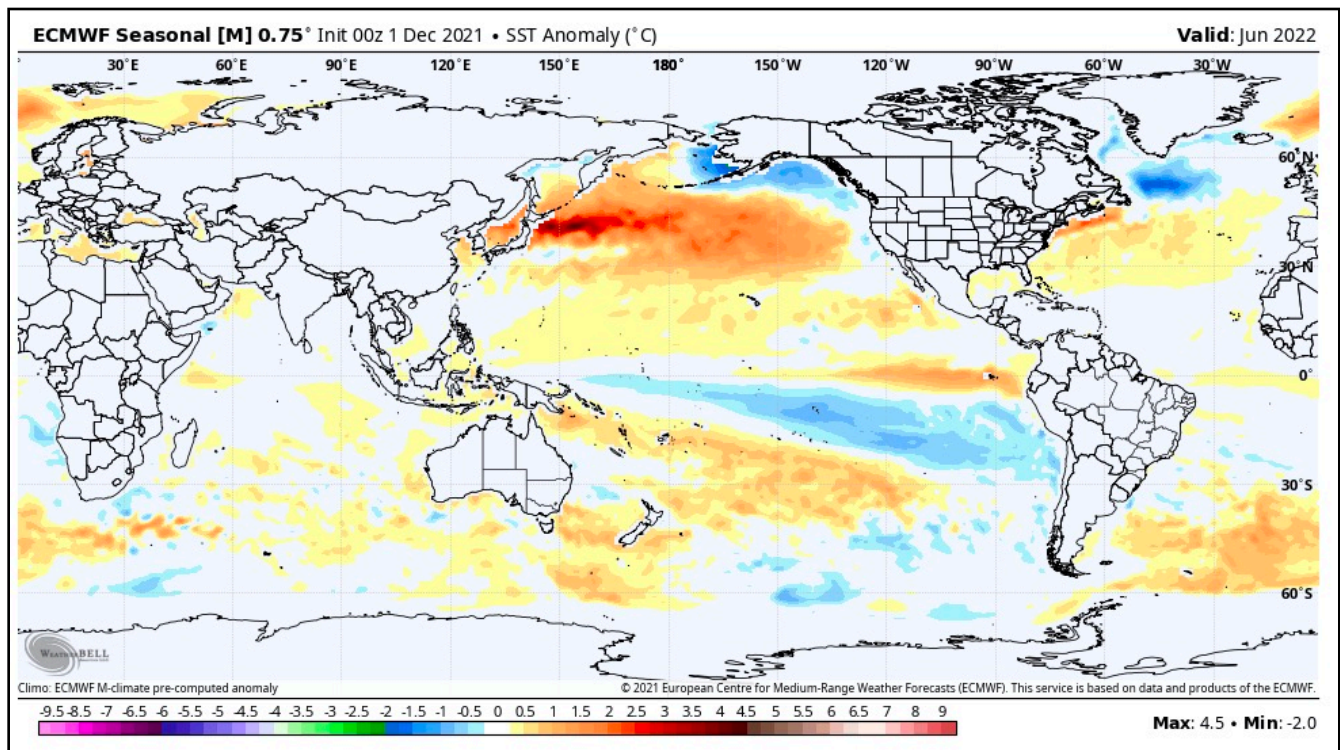 ECMWF Seasonal [M] 0.75° Init 00z 1 Dec 2021 • SST Anomaly (°C) Valid: Jun 2022
30°E 60°E 90°E 120°E 150°E 180° 150°W 120°W 90°W 60°W 30°W
60°N
30°N
0°
30°S
60°S
WEATHERBELL
Climo: ECMWF M-climate pre-computed anomaly © 2021 European Centre for Medium-Range Weather Forecasts (ECMWF). This service is based on data and products of the ECMWF.
-9.5 -8.5 -7 -6.5 -6 -5.5 -5 -4.5 -4 -3.5 -3 -2.5 -2 -1.5 -1 -0.5 0 0.5 1 1.5 2 2.5 3 3.5 4 4.5 5 5.5 6 6.5 7 8 9
Max: 4.5 • Min: -2.0